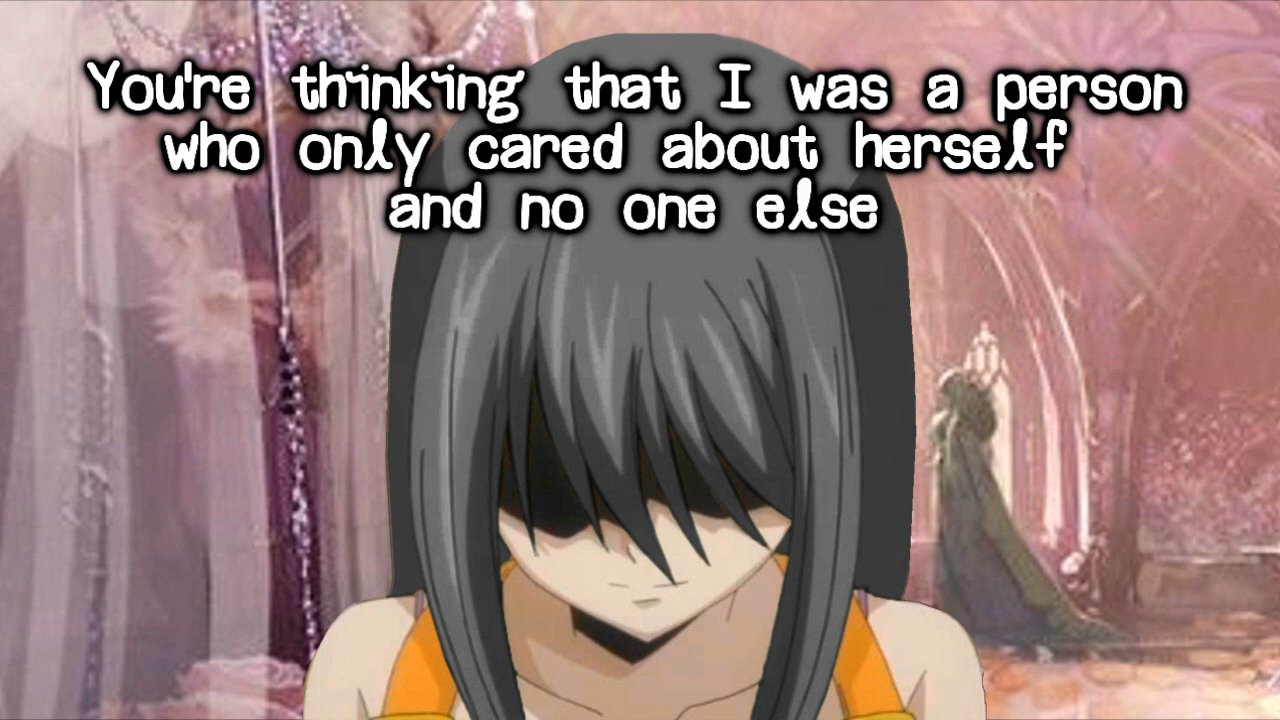 You're thinking that I was a person
who only cared about herself
and no one else